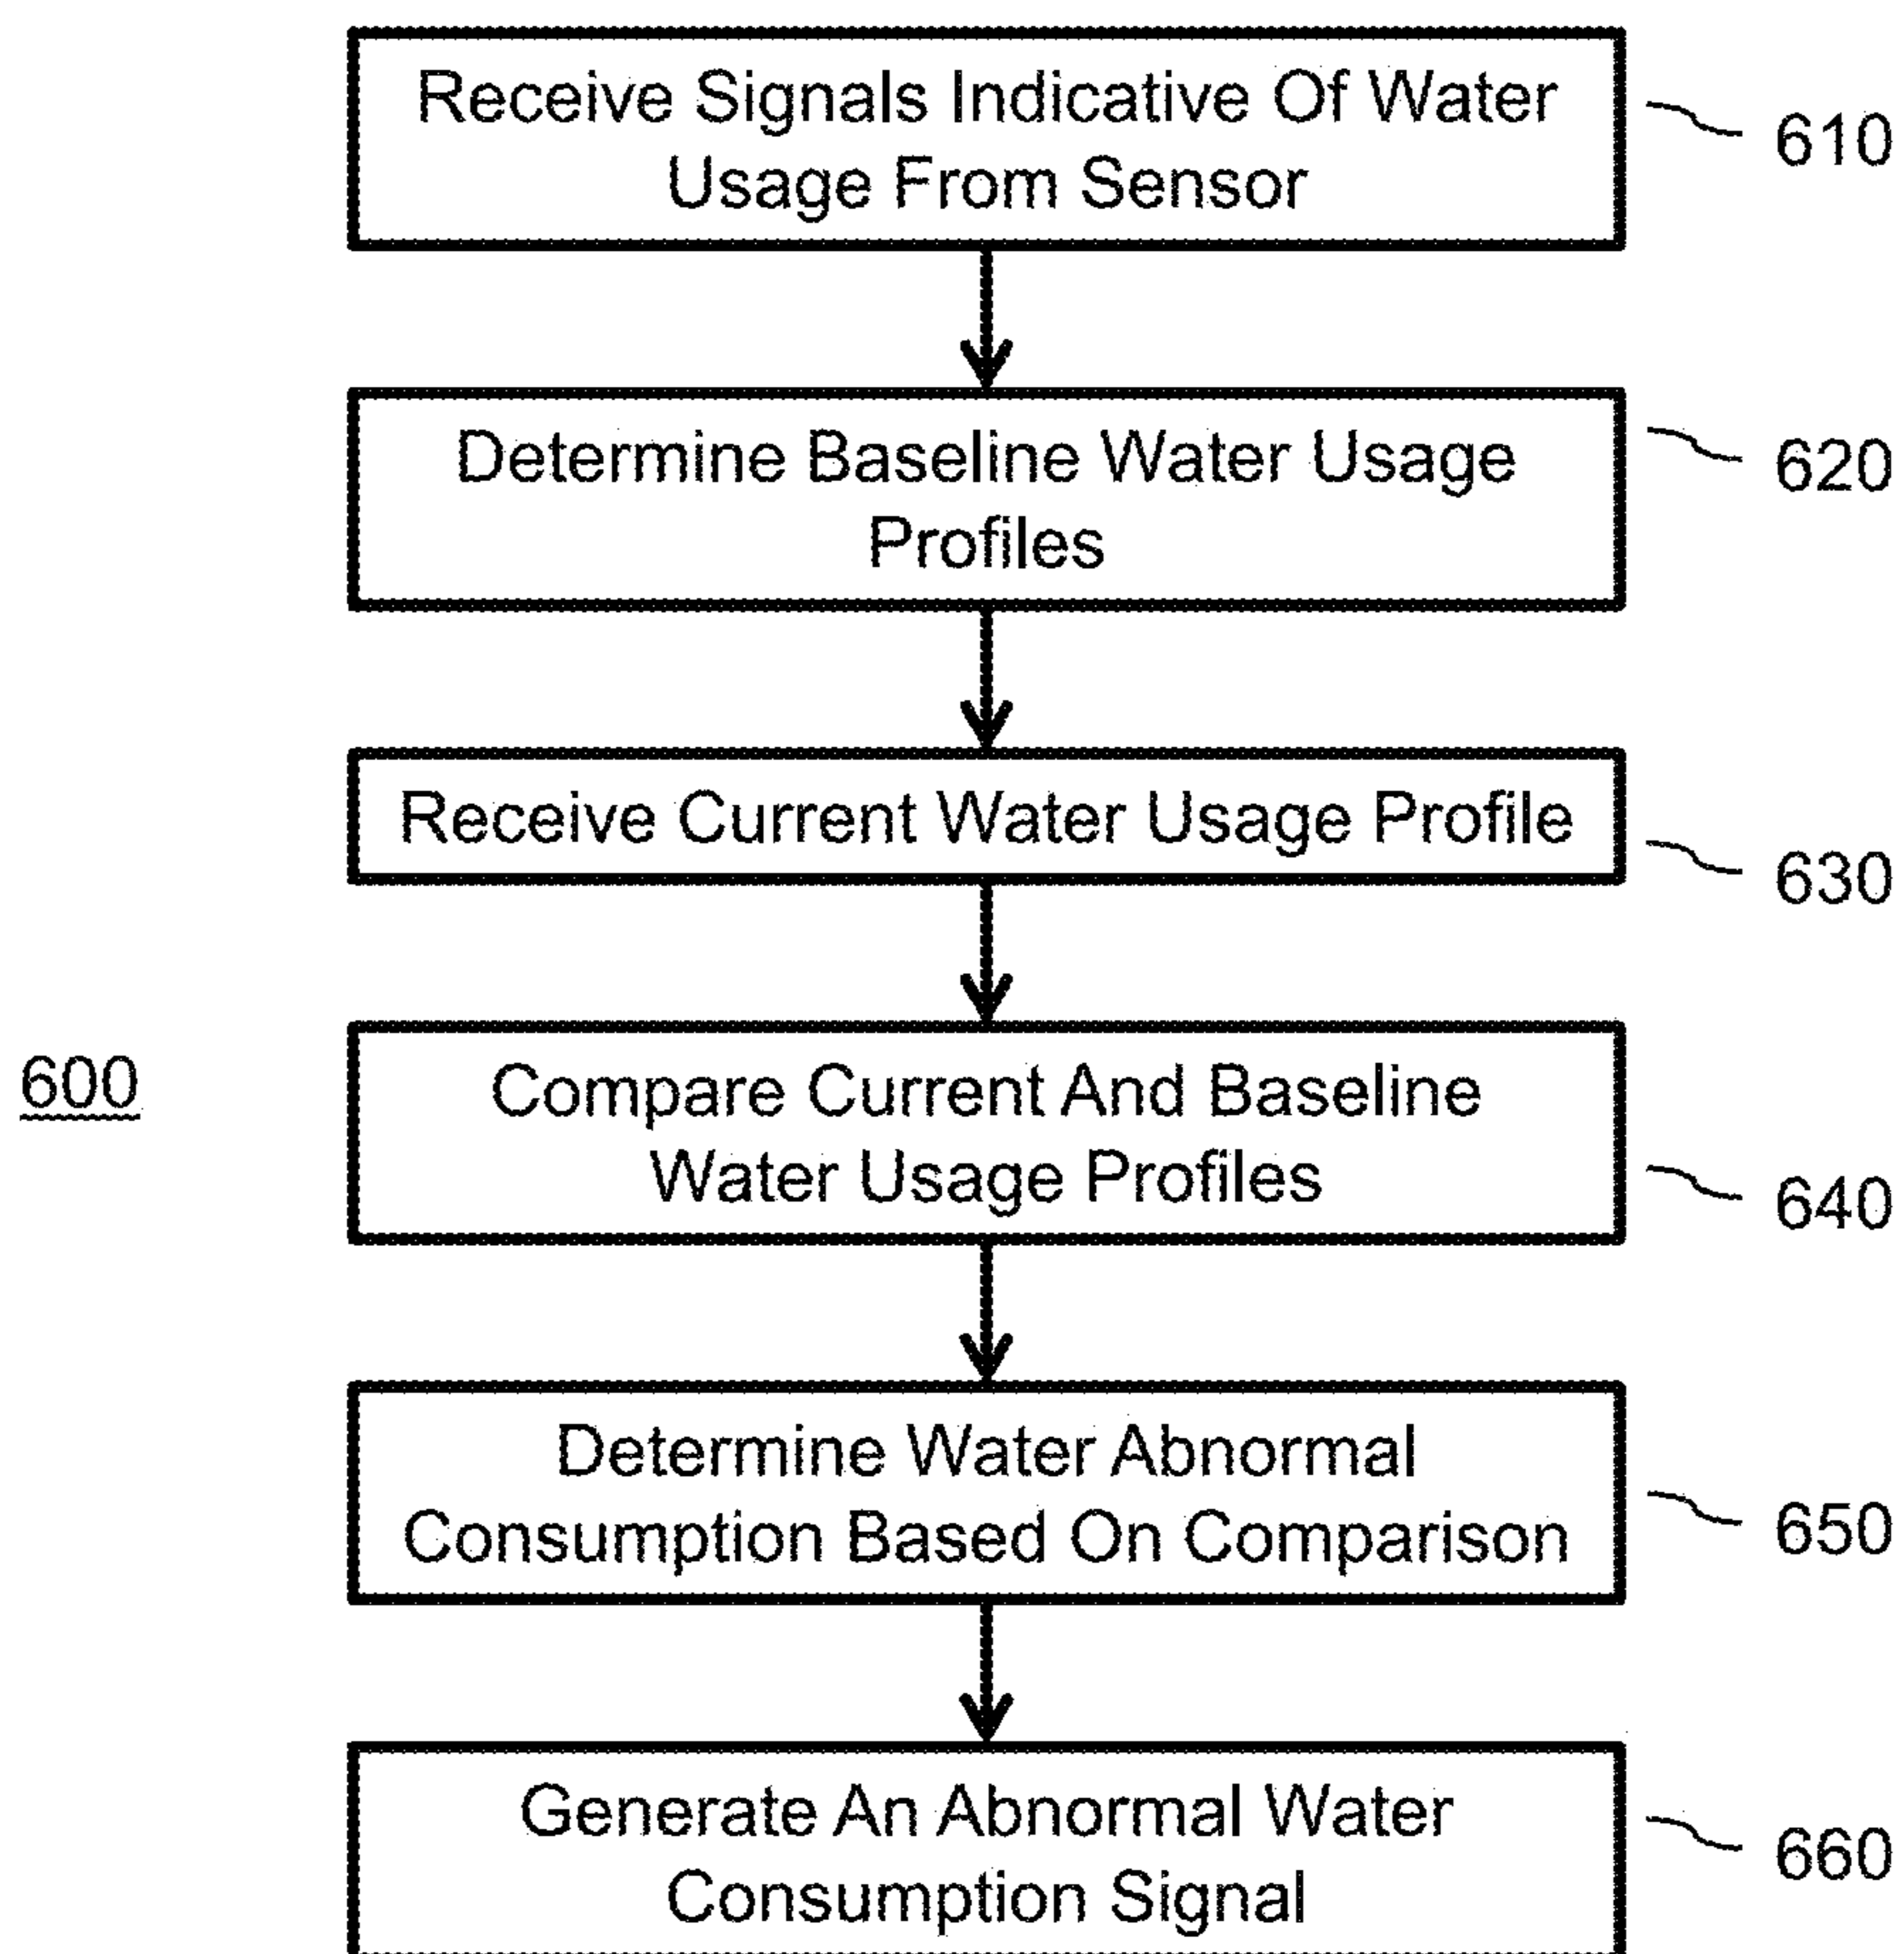 Receive Signals Indicative Of Water
Usage From Sensor
610
Determine Baseline Water Usage
Profiles
620
Receive Current Water Usage Profile
630
600
Compare Current And Baseline
Water Usage Profiles
640
Determine Water Abnormal
Consumption Based On Comparison
650
Generate An Abnormal Water
Consumption Signal
660